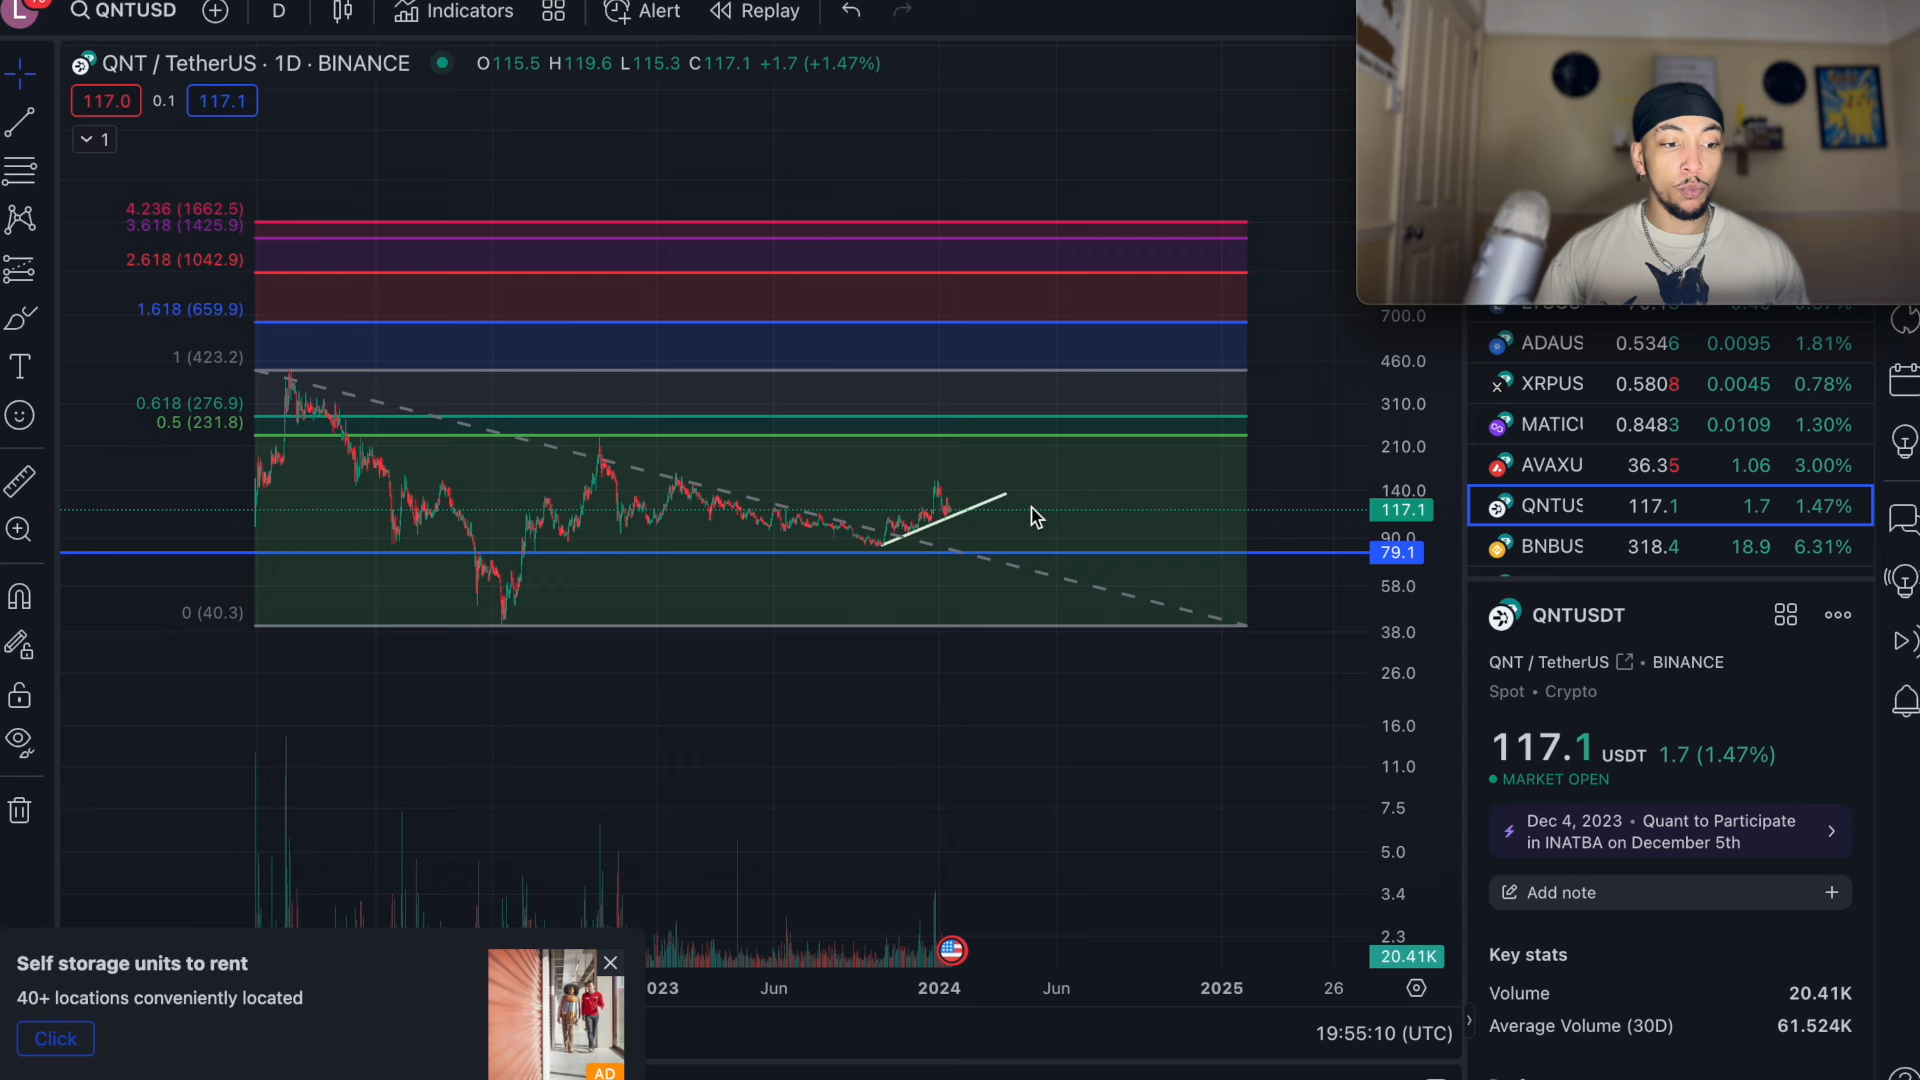 L
QNTUSD
D
Indicators
Alert
Replay
QNT / TetherUS · 1D · BINANCE
O115.5 H119.6 L115.3 C117.1 +1.7 (+1.47%)
117.0
0.1
117.1
1
4.236 (1662.5)
3.618 (1425.9)
2.618 (1042.9)
1.618 (659.9)
1 (423.2)
0.618 (276.9)
0.5 (231.8)
0 (40.3)
700.0
460.0
310.0
210.0
140.0
117.1
90.0
79.1
58.0
38.0
26.0
16.0
11.0
7.5
5.0
3.4
2.3
20.41K
023
Jun
2024
Jun
2025
26
19:55:10 (UTC)
ADAUS 0.5346 0.0095 1.81%
XRPUS 0.5808 0.0045 0.78%
MATICU 0.8483 0.0109 1.30%
AVAXU 36.35 1.06 3.00%
QNTUS 117.1 1.7 1.47%
BNBUS 318.4 18.9 6.31%
QNTUSDT
QNT / TetherUS • BINANCE
Spot • Crypto
117.1 USDT 1.7 (1.47%)
MARKET OPEN
Dec 4, 2023 • Quant to Participate
in INATBA on December 5th
Add note
Key stats
Volume 20.41K
Average Volume (30D) 61.524K
Self storage units to rent
40+ locations conveniently located
Click
AD